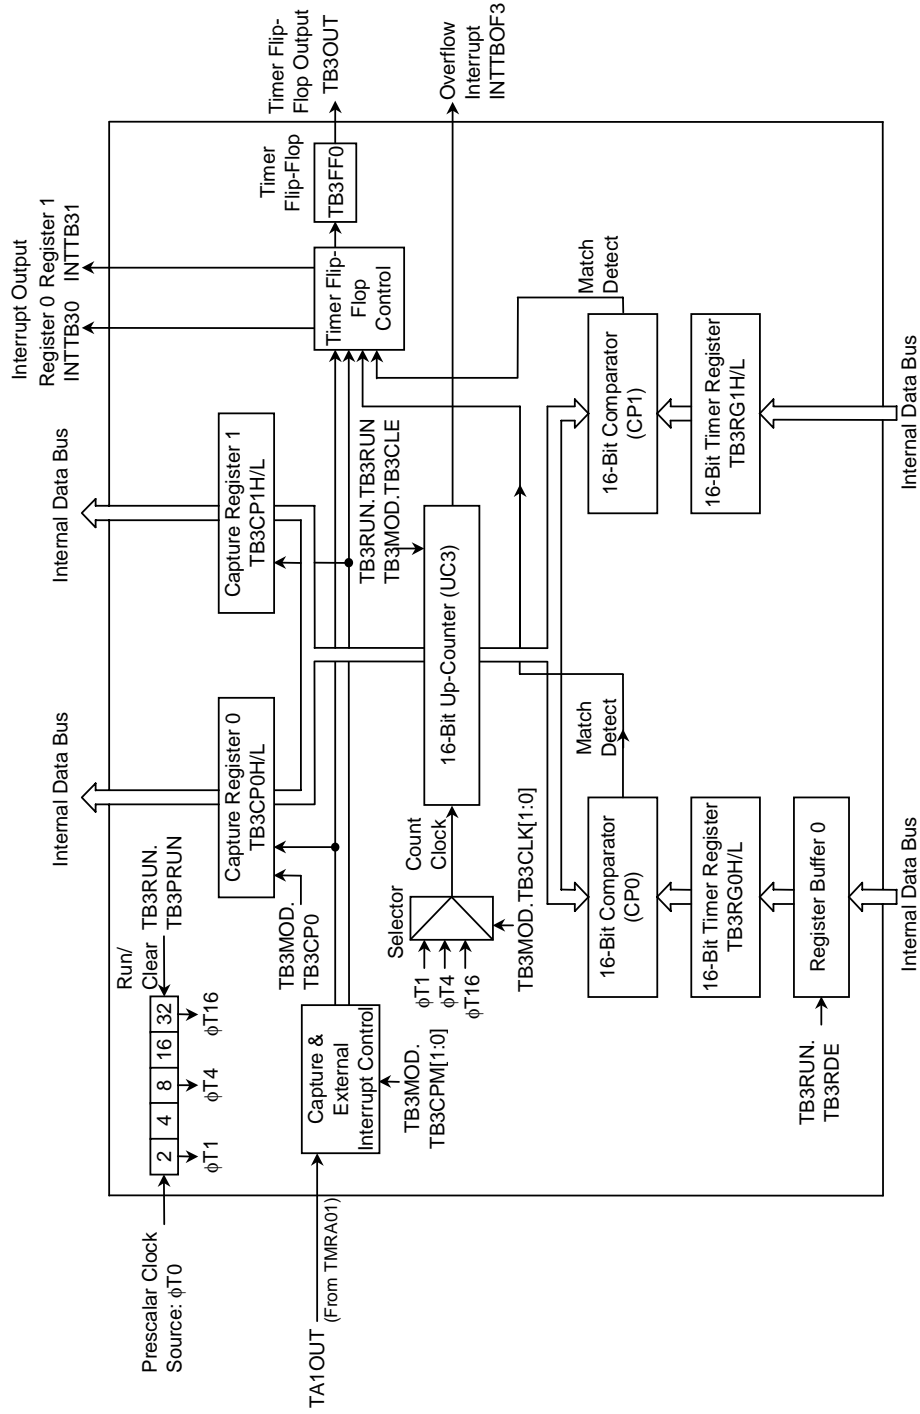 Prescalar Clock
Source: ϕT0
2 4 8 16 32
ϕT1
ϕT4
ϕT16
Run/
Clear
TB3RUN.
TB3PRUN
Internal Data Bus
Internal Data Bus
Interrupt Output
Register 0 Register 1
INTTB30 INTTB31
Capture Register 0
TB3CP0H/L
Capture Register 1
TB3CP1H/L
TB3MOD.
TB3CP0
TA1OUT
(From TMRA01)
Capture &
External
Interrupt Control
TB3MOD.
TB3CPM[1:0]
Timer Flip-
Flop
Control
Timer
Flip-Flop
TB3FF0
Timer Flip-
Flop Output
TB3OUT
TB3RUN.TB3RUN
TB3MOD.TB3CLE
Selector
ϕT1
ϕT4
ϕT16
Count
Clock
TB3MOD.TB3CLK[1:0]
16-Bit Up-Counter (UC3)
Overflow
Interrupt
INTTBOF3
Match
Detect
Match
Detect
16-Bit Comparator
(CP0)
16-Bit Comparator
(CP1)
16-Bit Timer Register
TB3RG0H/L
16-Bit Timer Register
TB3RG1H/L
TB3RUN.
TB3RDE
Register Buffer 0
Internal Data Bus
Internal Data Bus